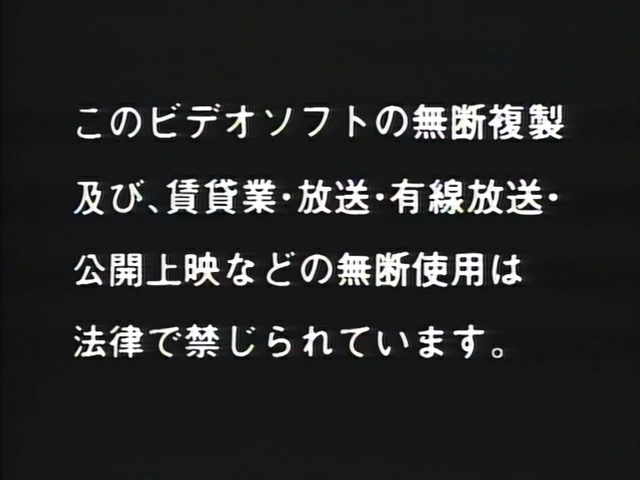 このビデオソフトの無断複製
及び、賃貸業・放送・有線放送・
公開上映などの無断使用は
法律で禁じられています。